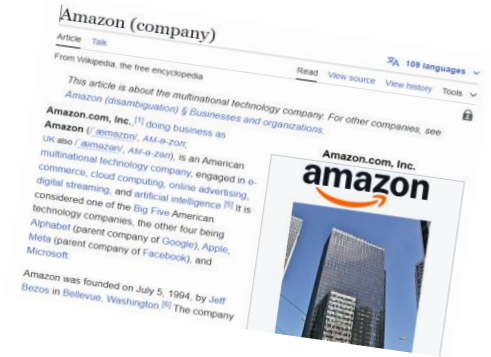 Amazon (company)
109 languages
Article Talk
Read View source View history Tools
From Wikipedia, the free encyclopedia
This article is about the multinational technology company. For other companies, see
Amazon (disambiguation) § Businesses and organizations.
Amazon.com, Inc.,[1] doing business as
Amazon (/ˈæməzɒn/, AM-ə-zon;
UK also /ˈæməzən/, AM-ə-zən), is an American
multinational technology company, engaged in e-
commerce, cloud computing, online advertising,
digital streaming, and artificial intelligence.[5] It is
considered one of the Big Five American
technology companies, the other four being
Alphabet (parent company of Google), Apple,
Meta (parent company of Facebook), and
Microsoft.
Amazon was founded on July 5, 1994, by Jeff
Bezos in Bellevue, Washington.[6] The company
Amazon.com, Inc.
amazon